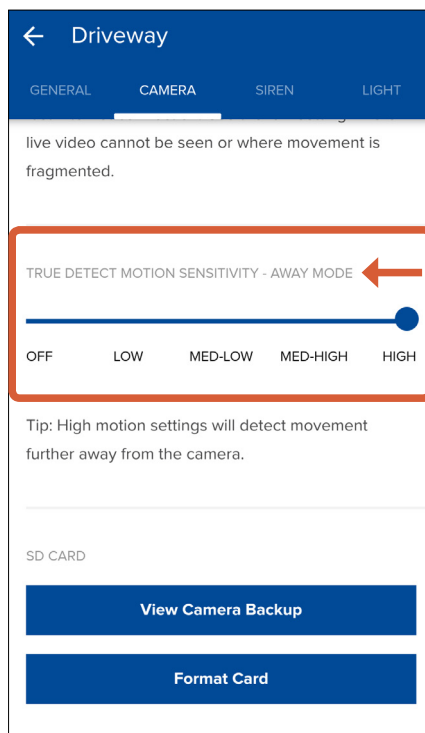 Driveway
GENERAL CAMERA SIREN LIGHT
live video cannot be seen or where movement is
fragmented.
TRUE DETECT MOTION SENSITIVITY - AWAY MODE
OFF LOW MED-LOW MED-HIGH HIGH
Tip: High motion settings will detect movement
further away from the camera.
SD CARD
View Camera Backup
Format Card